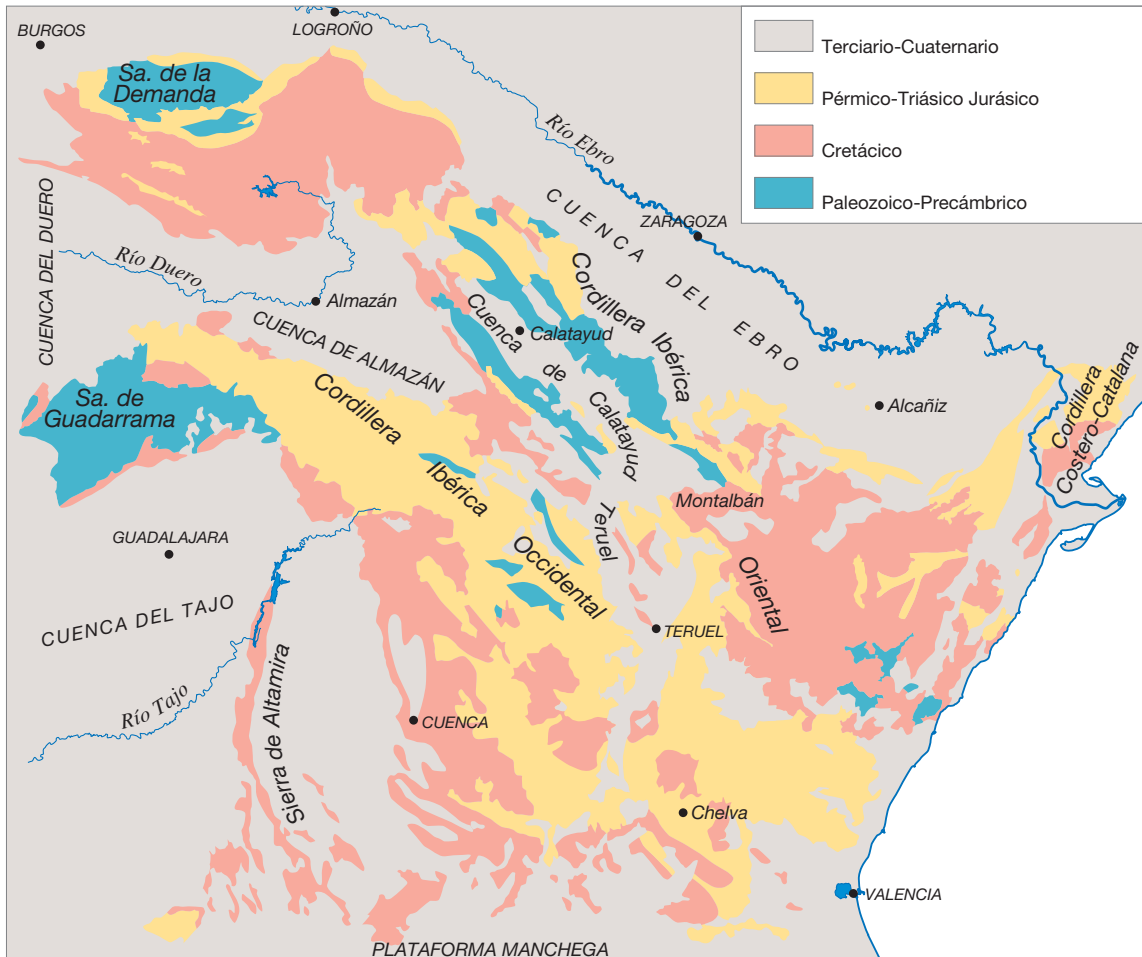 BURGOS
LOGROÑO
Sa. de la
Demanda
Terciario-Cuaternario
Pérmico-Triásico Jurásico
Cretácico
Paleozoico-Precámbrico
Río Ebro
CUENCA DEL DUERO
Río Duero
Almazán
CUENCA DE ALMAZÁN
ZARAGOZA
CUENCA DEL EBRO
Cordillera Ibérica
Oriental
Cuenca de Calatayud
Teruel
Calatayud
Sa. de
Guadarrama
Cordillera
Ibérica
Occidental
Alcañiz
Cordillera
Costero-Catalana
Montalbán
GUADALAJARA
CUENCA DEL TAJO
Río Tajo
Sierra de Altamira
TERUEL
CUENCA
Chelva
VALENCIA
PLATAFORMA MANCHEGA